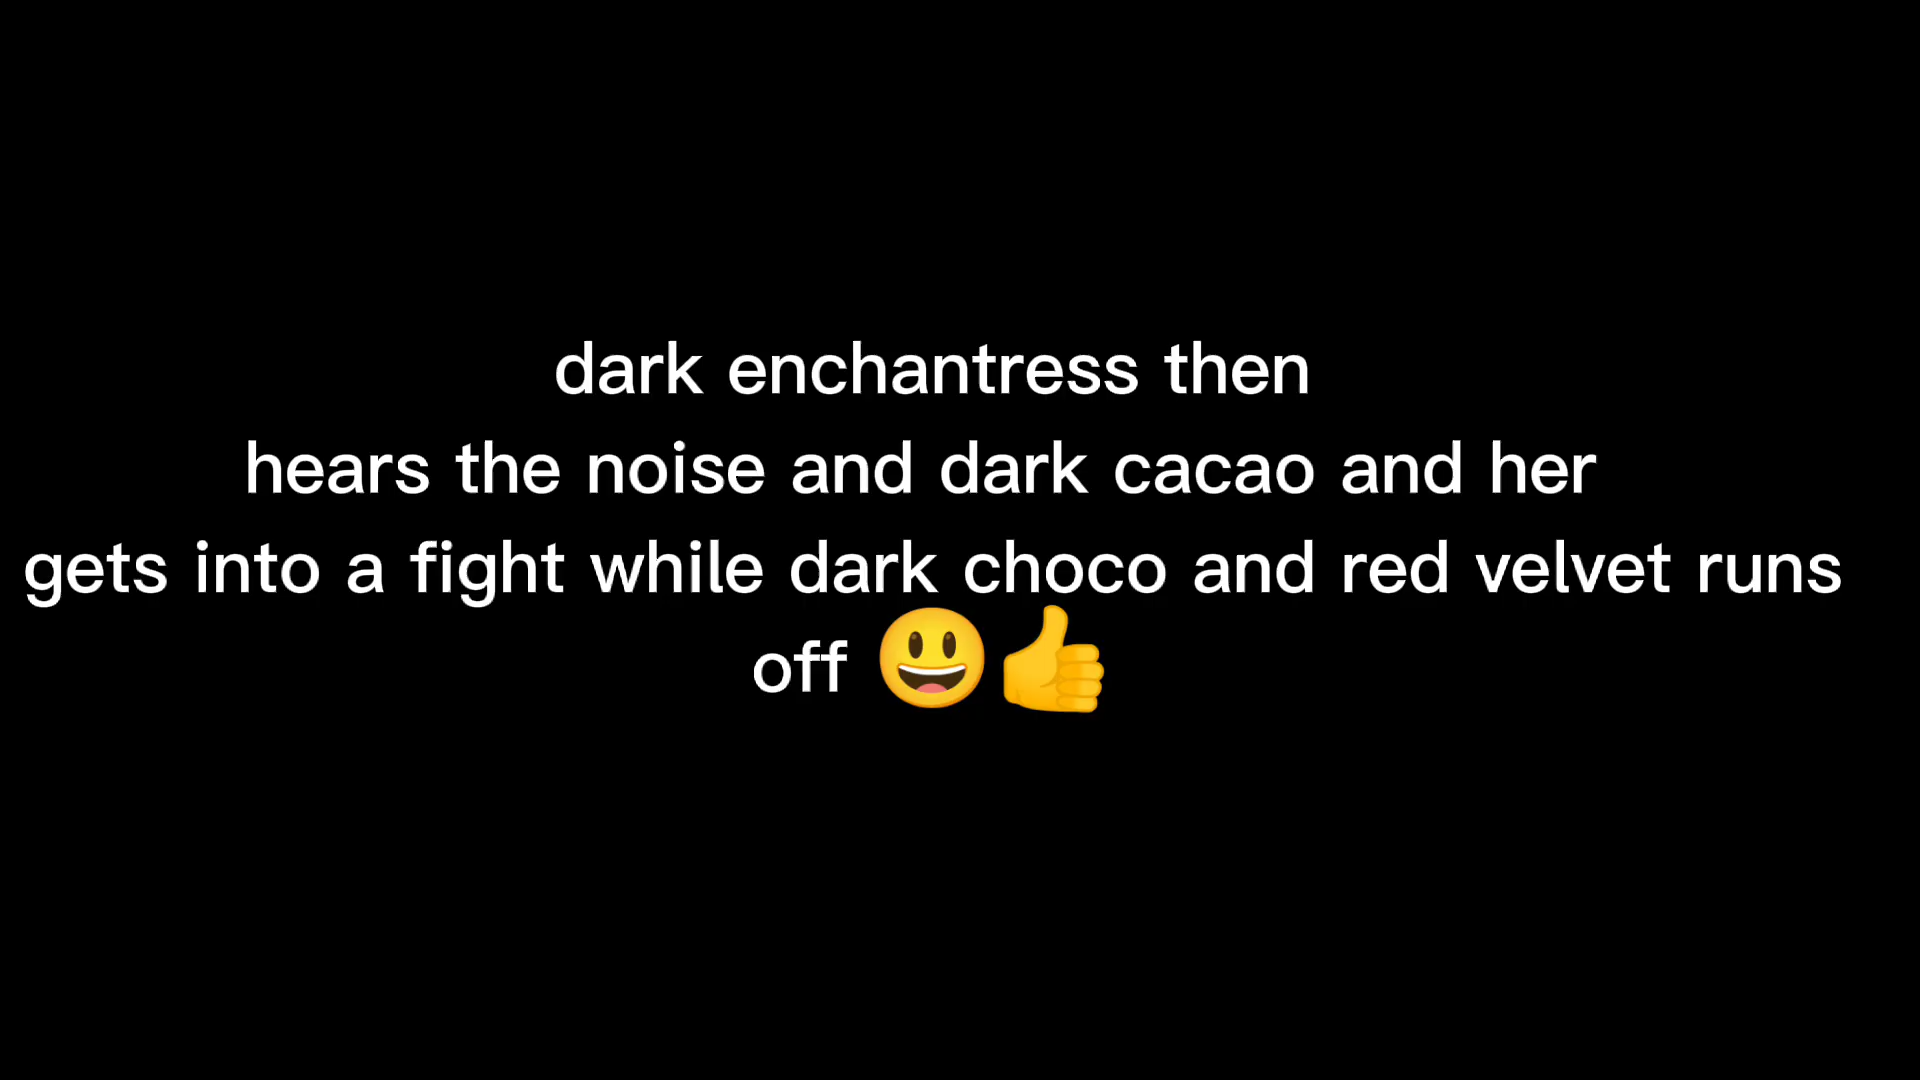 dark enchantress then
hears the noise and dark cacao and her
gets into a fight while dark choco and red velvet runs
off 😃👍